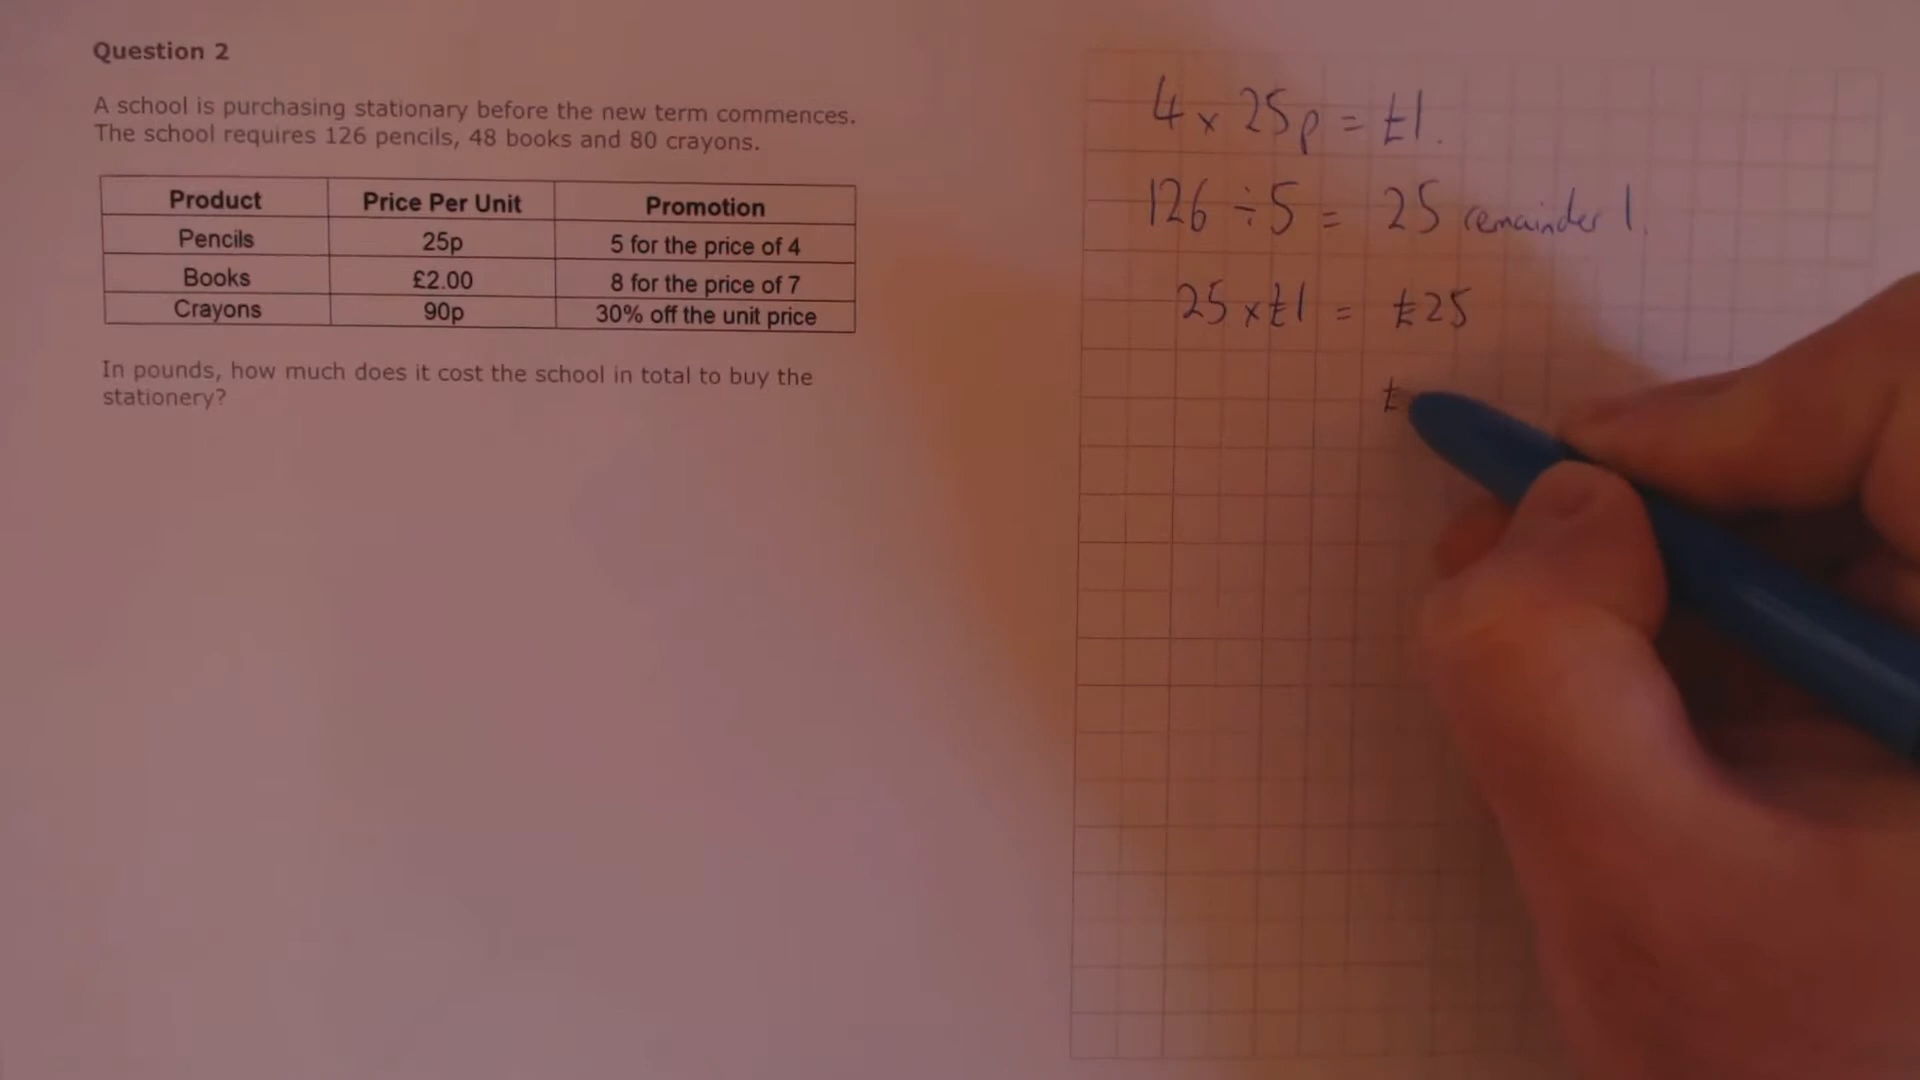 Question 2
A school is purchasing stationary before the new term commences.
The school requires 126 pencils, 48 books and 80 crayons.
Product Price Per Unit Promotion
Pencils 25p 5 for the price of 4
Books £2.00 8 for the price of 7
Crayons 90p 30% off the unit price
In pounds, how much does it cost the school in total to buy the
stationery?
4 x 25p = £1.
126 ÷ 5 = 25 remainder 1.
25 x £1 = £25
£